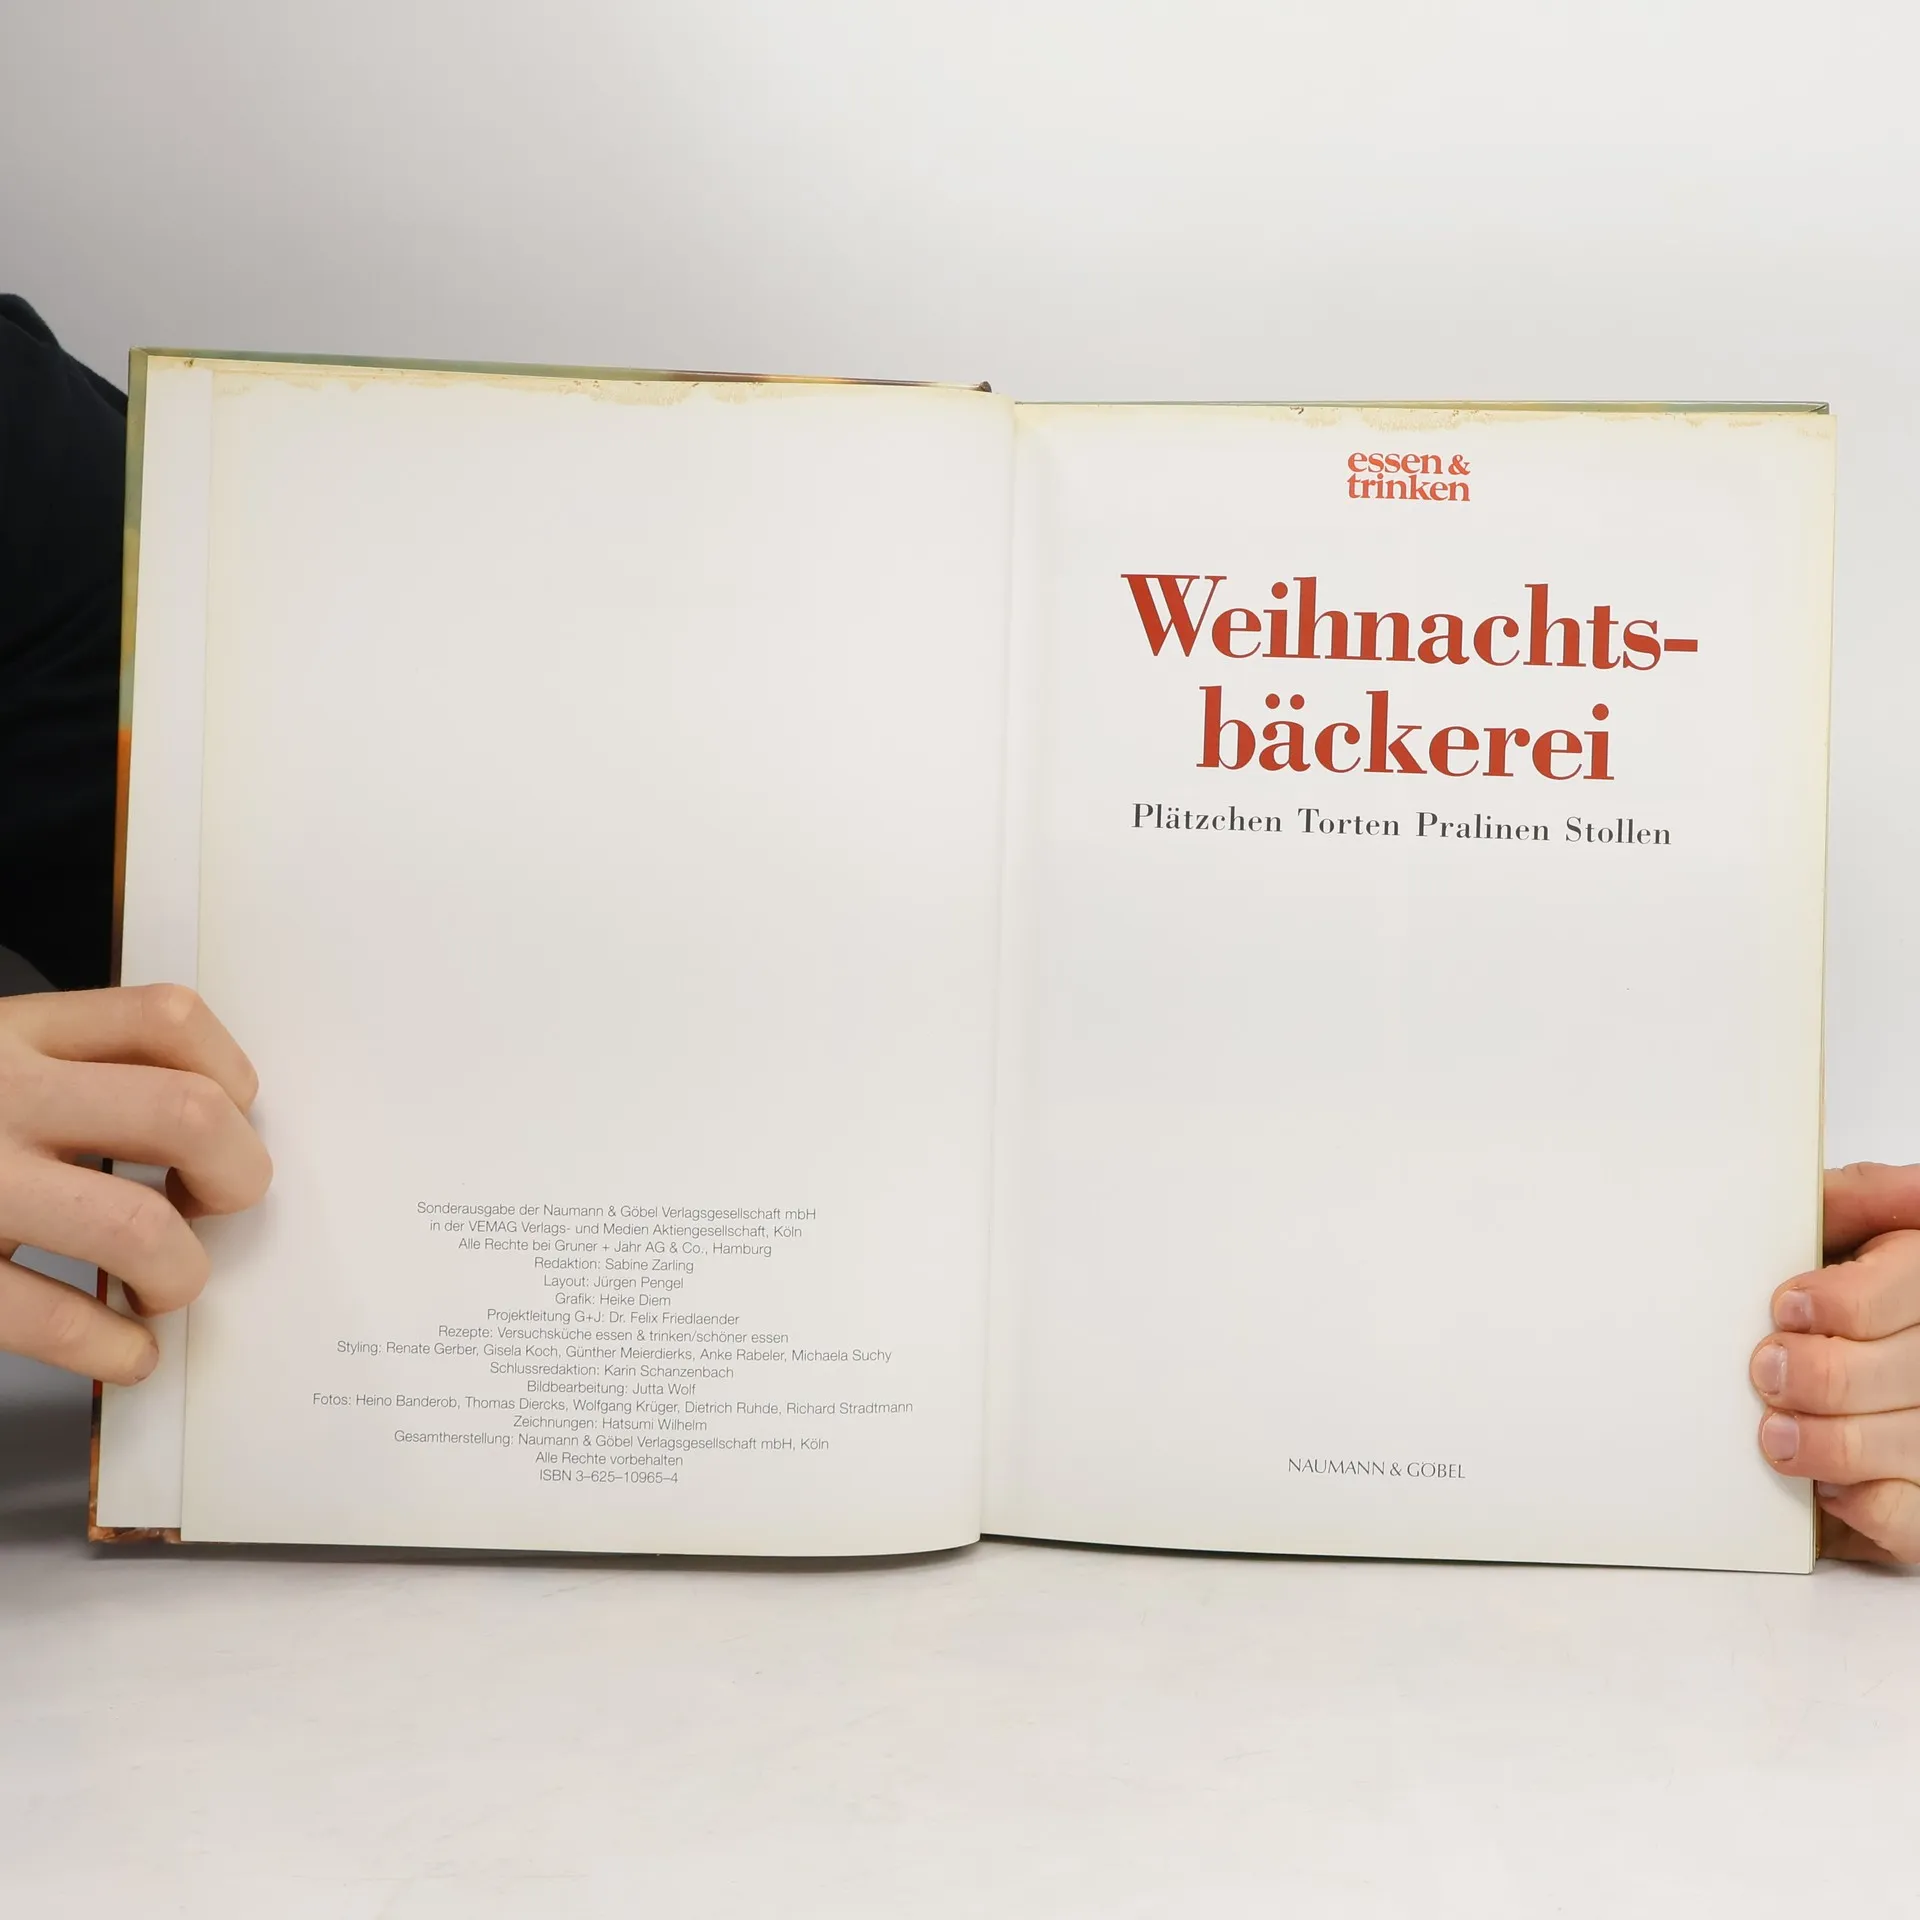 Sonderausgabe der Naumann & Göbel Verlagsgesellschaft mbH
in der VEMAG Verlags- und Medien Aktiengesellschaft, Köln
Alle Rechte bei Gruner + Jahr AG & Co., Hamburg
Redaktion: Sabine Zarling
Layout: Jürgen Pengel
Grafik: Heike Diem
Projektleitung G+J: Dr. Felix Friedlaender
Rezepte: Versuchsküche essen & trinken/schöner essen
Styling: Renate Gerber, Gisela Koch, Günther Meierdierks, Anke Rabeler, Michaela Suchy
Schlussredaktion: Karin Schanzenbach
Bildbearbeitung: Jutta Wolf
Fotos: Heino Banderob, Thomas Diercks, Wolfgang Krüger, Dietrich Ruhde, Richard Stradtmann
Zeichnungen: Hatsumi Wilhelm
Gesamtherstellung: Naumann & Göbel Verlagsgesellschaft mbH, Köln
Alle Rechte vorbehalten
ISBN 3–625–10965–4
essen &
trinken
Weihnachts-
bäckerei
Plätzchen Torten Pralinen Stollen
NAUMANN & GÖBEL